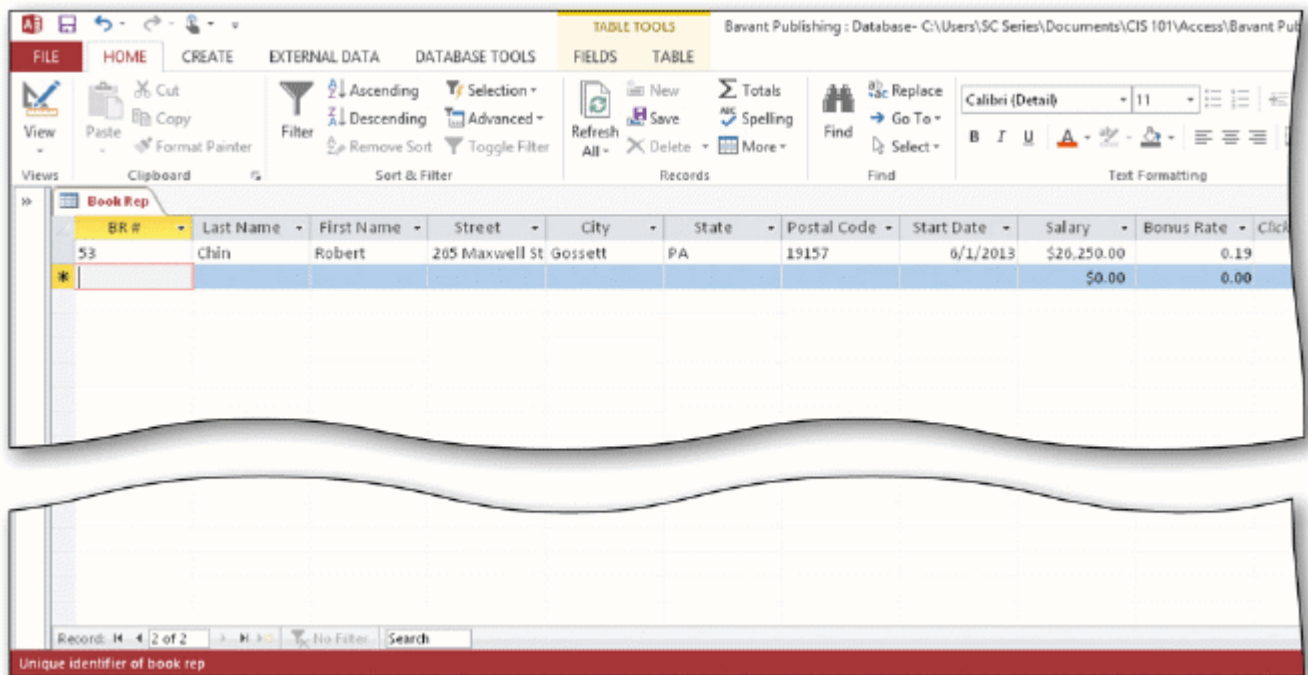 TABLE TOOLS
Bavant Publishing : Database- C:\Users\SC Series\Documents\CIS 101\Access\Bavant Pub
FILE HOME CREATE EXTERNAL DATA DATABASE TOOLS FIELDS TABLE
View
Paste
Cut
Copy
Format Painter
Filter
Ascending
Descending
Remove Sort
Selection
Advanced
Toggle Filter
Refresh All
New
Save
Delete
Totals
Spelling
More
Find
Replace
Go To
Select
Calibri (Detail) 11
B I U A
Views Clipboard Sort & Filter Records Find Text Formatting
Book Rep
BR # Last Name First Name Street City State Postal Code Start Date Salary Bonus Rate Click
53 Chin Robert 265 Maxwell St Gossett PA 19157 6/1/2013 $26,250.00 0.19
* $0.00 0.00
Record: 2 of 2 No Filter Search
Unique identifier of book rep